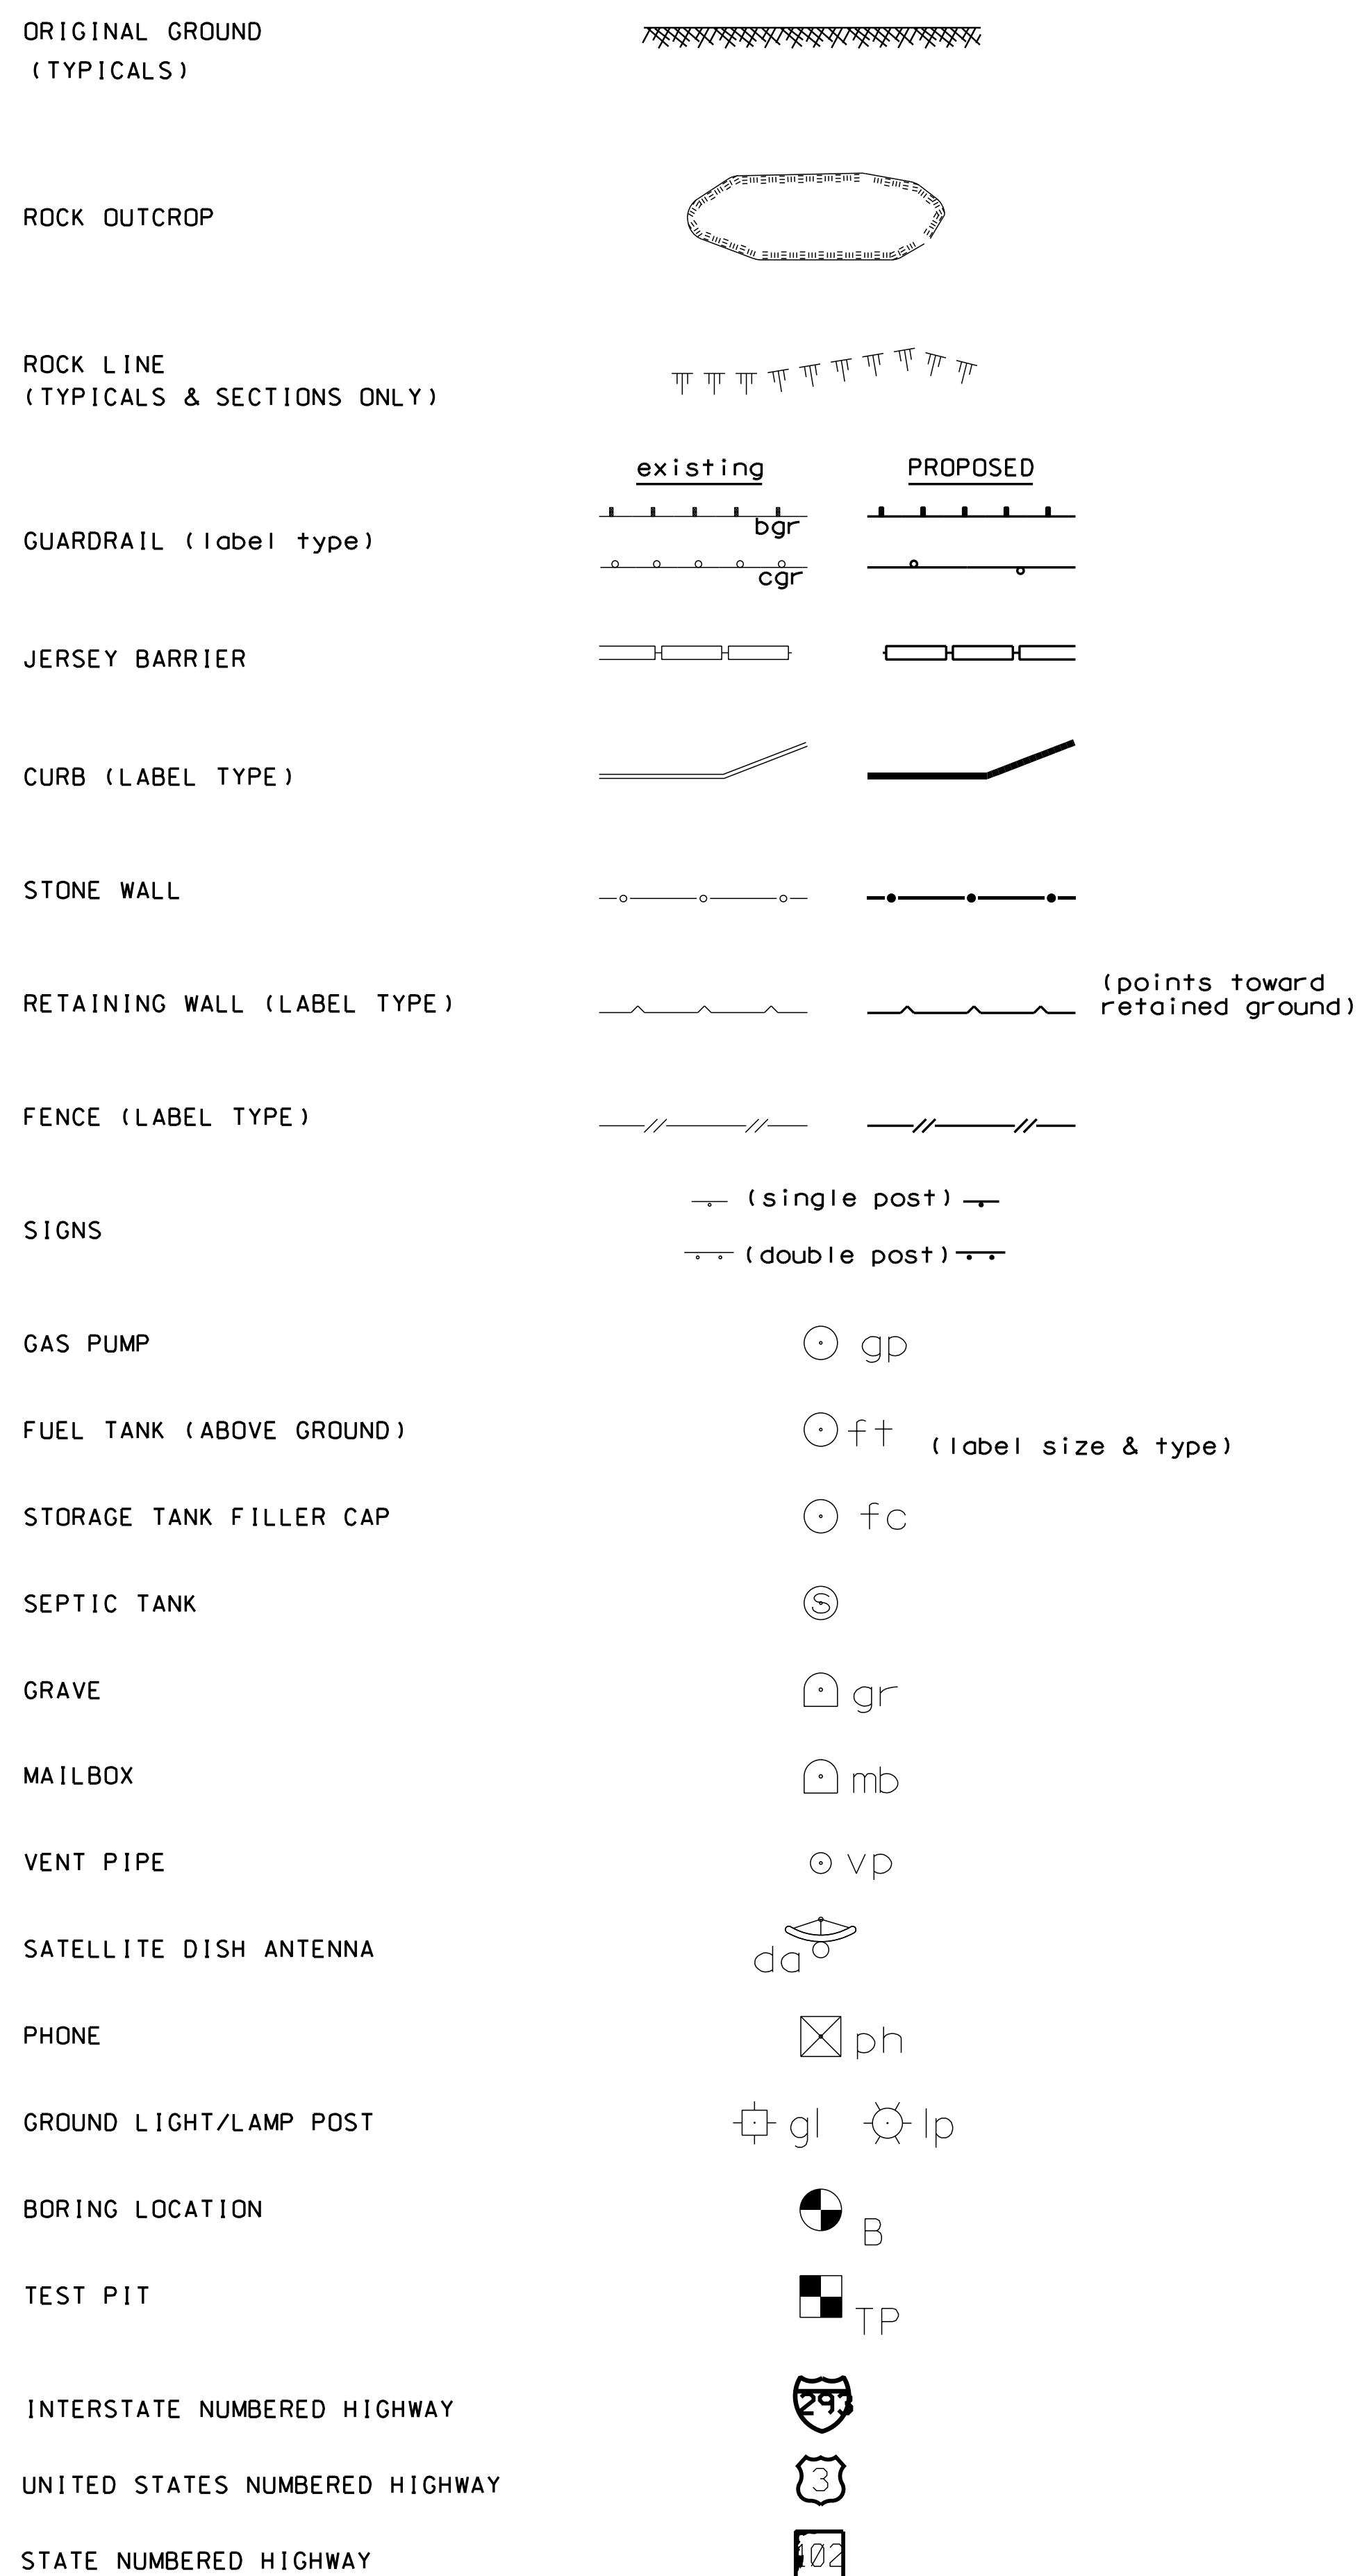 ORIGINAL GROUND
(TYPICALS)
ROCK OUTCROP
ROCK LINE
(TYPICALS & SECTIONS ONLY)
existing PROPOSED
bgr
GUARDRAIL (label type)
cgr
JERSEY BARRIER
CURB (LABEL TYPE)
STONE WALL
(points toward
RETAINING WALL (LABEL TYPE) retained ground)
FENCE (LABEL TYPE)
(single post)
SIGNS
(double post)
GAS PUMP gp
FUEL TANK (ABOVE GROUND) ft
(label size & type)
STORAGE TANK FILLER CAP fc
SEPTIC TANK S
GRAVE gr
MAILBOX mb
VENT PIPE vp
SATELLITE DISH ANTENNA da
PHONE ph
GROUND LIGHT/LAMP POST gl lp
BORING LOCATION B
TEST PIT TP
INTERSTATE NUMBERED HIGHWAY 293
UNITED STATES NUMBERED HIGHWAY 3
STATE NUMBERED HIGHWAY 102